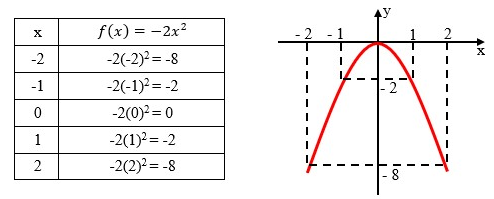 x f(x) = −2x²
-2 -2(-2)²= -8
-1 -2(-1)²= -2
0 -2(0)²= 0
1 -2(1)²= -2
2 -2(2)²= -8
y
- 2 - 1 1 2
x
- 2
- 8